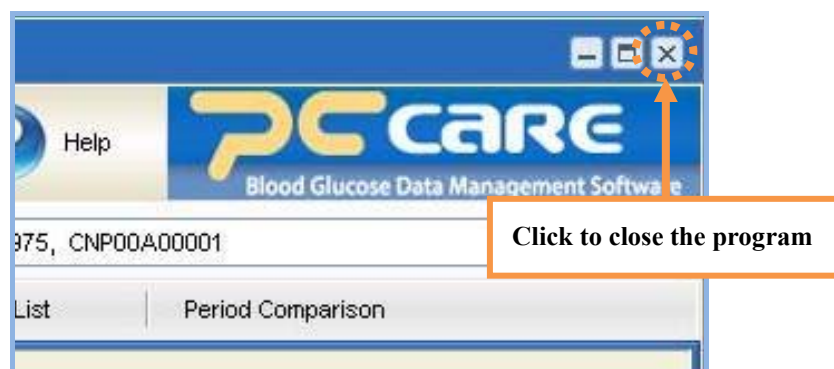 Help
PCcare
Blood Glucose Data Management Software
975, CNP00A00001
Click to close the program
List
Period Comparison